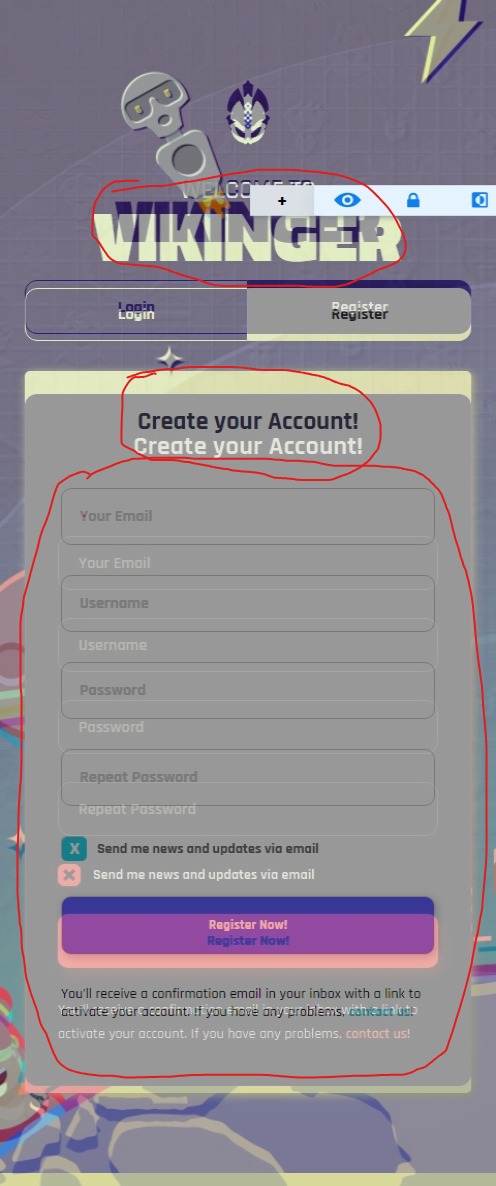 WELCOME TO
+
VIKINGER
Login
Login
Register
Register
Create your Account!
Create your Account!
Your Email
Your Email
Username
Username
Password
Password
Repeat Password
Repeat Password
X Send me news and updates via email
X Send me news and updates via email
Register Now!
Register Now!
You'll receive a confirmation email in your inbox with a link to
activate your account. If you have any problems, contact us!
You'll receive a confirmation email in your inbox with a link to
activate your account. If you have any problems, contact us!